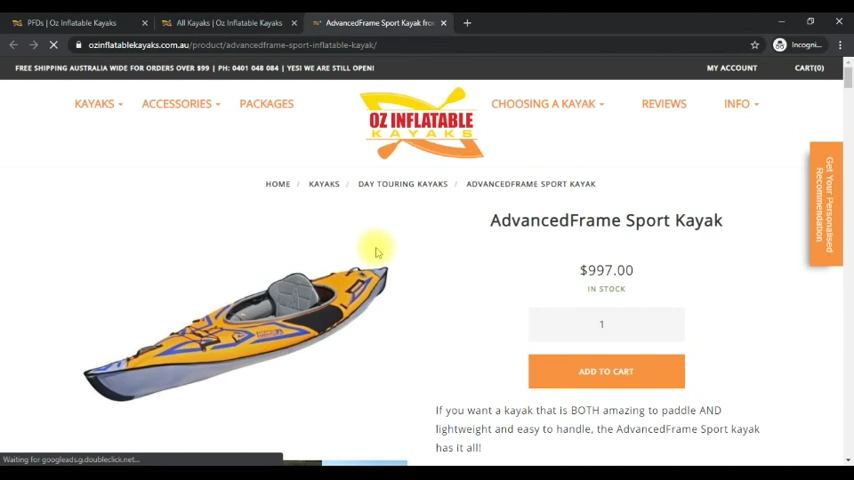 PFDs | Oz Inflatable Kayaks
All Kayaks | Oz Inflatable Kayaks
AdvancedFrame Sport Kayak fro
ozinflatablekayaks.com.au/product/advancedframe-sport-inflatable-kayak/
Incogni...
FREE SHIPPING AUSTRALIA WIDE FOR ORDERS OVER $99 | PH: 0401 048 084 | YES! WE ARE STILL OPEN!
MY ACCOUNT
CART(0)
KAYAKS
ACCESSORIES
PACKAGES
OZ INFLATABLE
KAYAKS
CHOOSING A KAYAK
REVIEWS
INFO
Get Your Personalised
Recommendation
HOME / KAYAKS / DAY TOURING KAYAKS / ADVANCEDFRAME SPORT KAYAK
AdvancedFrame Sport Kayak
$997.00
IN STOCK
1
ADD TO CART
If you want a kayak that is BOTH amazing to paddle AND
lightweight and easy to handle, the AdvancedFrame Sport kayak
has it all!
Waiting for googleads.g.doubleclick.net...